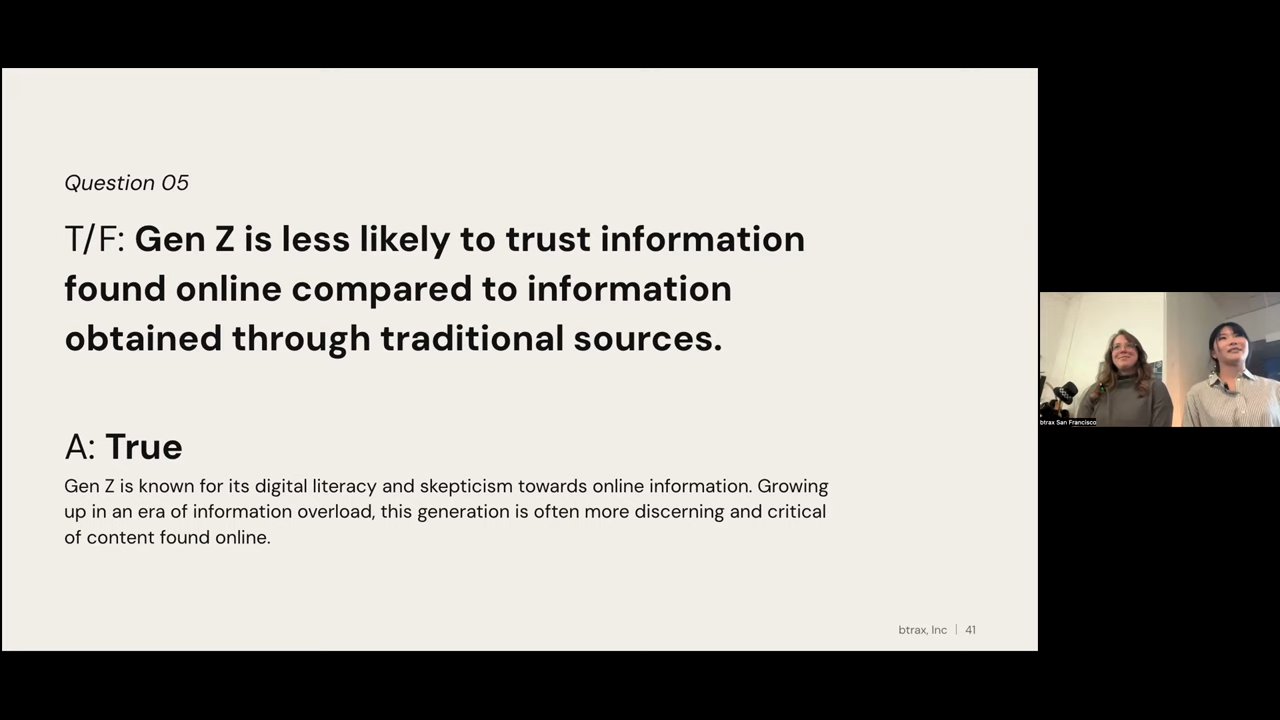 Question 05
T/F: Gen Z is less likely to trust information
found online compared to information
obtained through traditional sources.
A: True
Gen Z is known for its digital literacy and skepticism towards online information. Growing
up in an era of information overload, this generation is often more discerning and critical
of content found online.
btrax, Inc | 41
btrax San Francisco